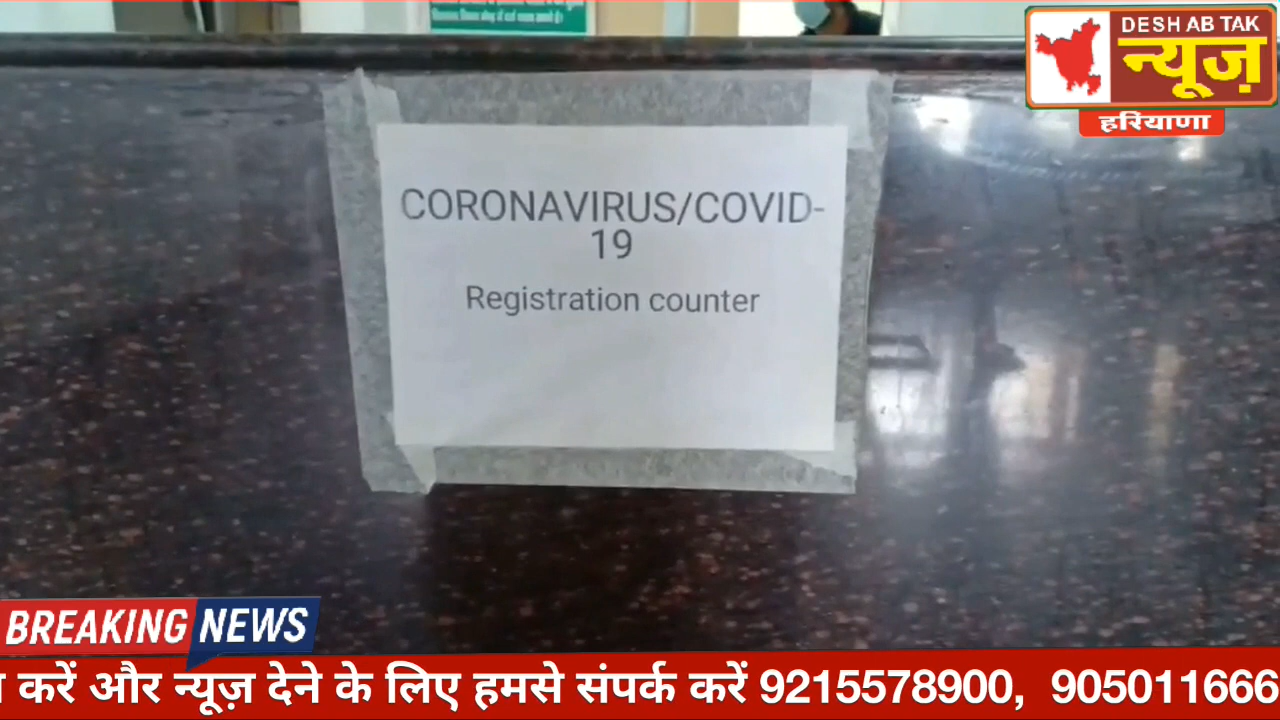 DESH AB TAK
न्यूज़
हरियाणा
CORONAVIRUS/COVID-
19
Registration counter
BREAKING NEWS
करें और न्यूज़ देने के लिए हमसे संपर्क करें 9215578900, 905011666